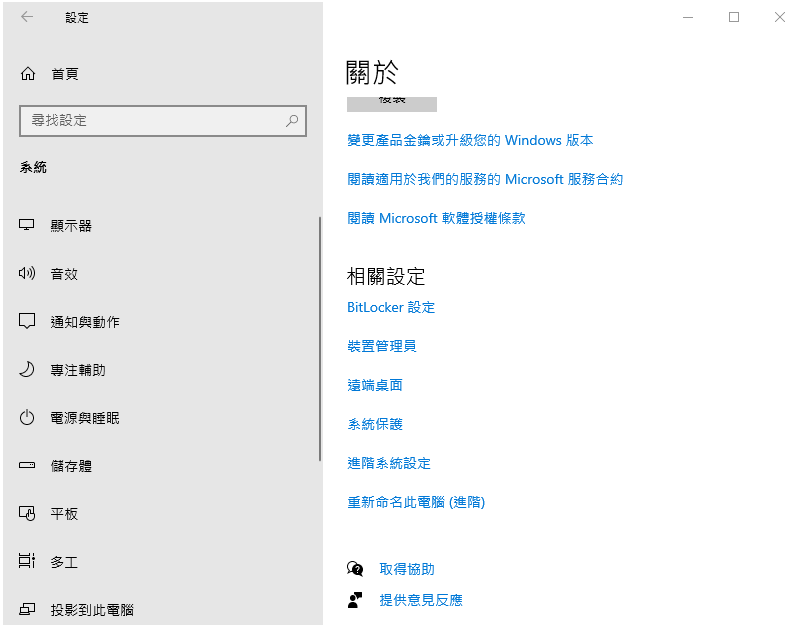 設定
首頁
尋找設定
系統
顯示器
音效
通知與動作
專注輔助
電源與睡眠
儲存體
平板
多工
投影到此電腦
關於
複製
變更產品金鑰或升級您的 Windows 版本
閱讀適用於我們的服務的 Microsoft 服務合約
閱讀 Microsoft 軟體授權條款
相關設定
BitLocker 設定
裝置管理員
遠端桌面
系統保護
進階系統設定
重新命名此電腦 (進階)
取得協助
提供意見反應